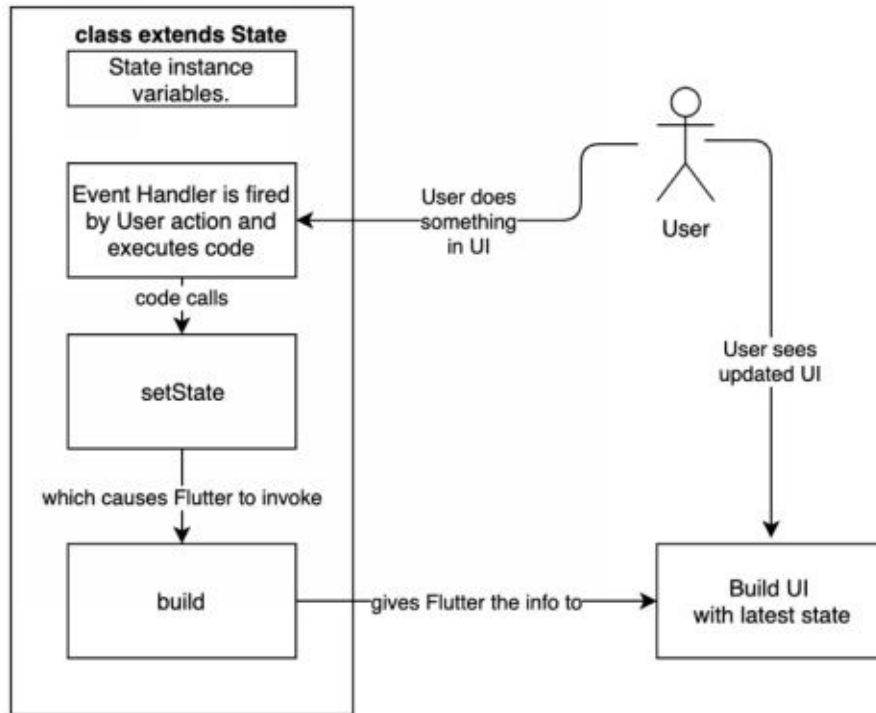 class extends State
State instance
variables.
Event Handler is fired
by User action and
executes code
User does
something
in UI
User
code calls
setState
User sees
updated UI
which causes Flutter to invoke
build
gives Flutter the info to
Build UI
with latest state